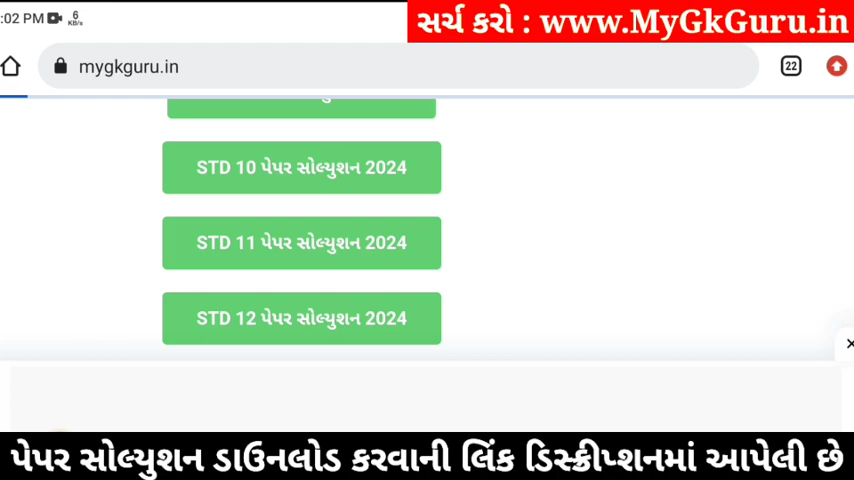 :02 PM 6 KB/s
સર્ચ કરો : www.MyGkGuru.in
mygkguru.in 22
STD 10 પેપર સોલ્યુશન 2024
STD 11 પેપર સોલ્યુશન 2024
STD 12 પેપર સોલ્યુશન 2024
પેપર સોલ્યુશન ડાઉનલોડ કરવાની લિંક ડિસ્ક્રીપ્શનમાં આપેલી છે